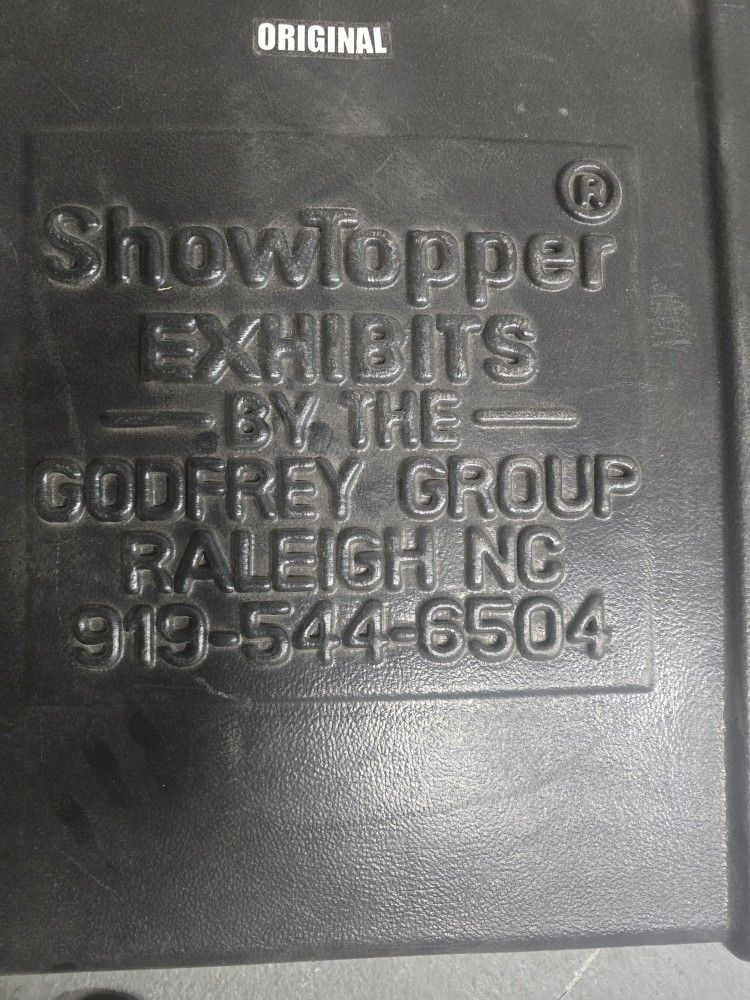 ORIGINAL
ShowTopper®
EXHIBITS
— BY THE —
GODFREY GROUP
RALEIGH NC
919-544-6504